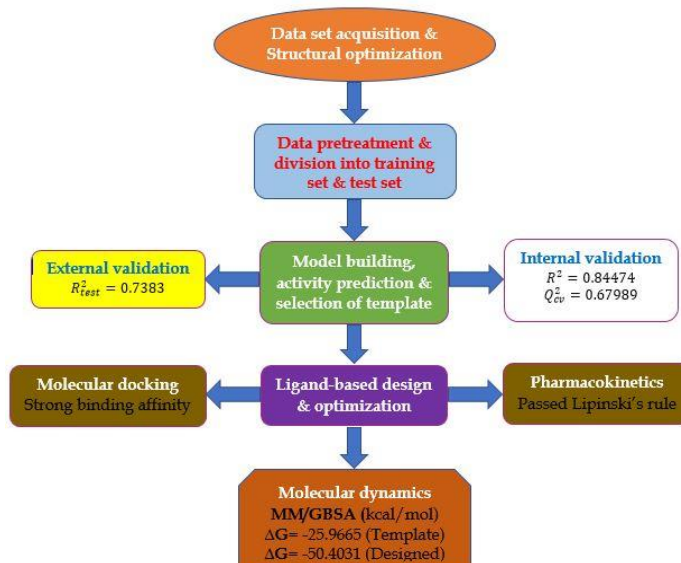 Data set acquisition &
Structural optimization
Data pretreatment &
division into training
set & test set
External validation
R²test = 0.7383
Model building,
activity prediction &
selection of template
Internal validation
R² = 0.84474
Q²cv = 0.67989
Molecular docking
Strong binding affinity
Ligand-based design
& optimization
Pharmacokinetics
Passed Lipinski's rule
Molecular dynamics
MM/GBSA (kcal/mol)
ΔG= -25.9665 (Template)
ΔG= -50.4031 (Designed)